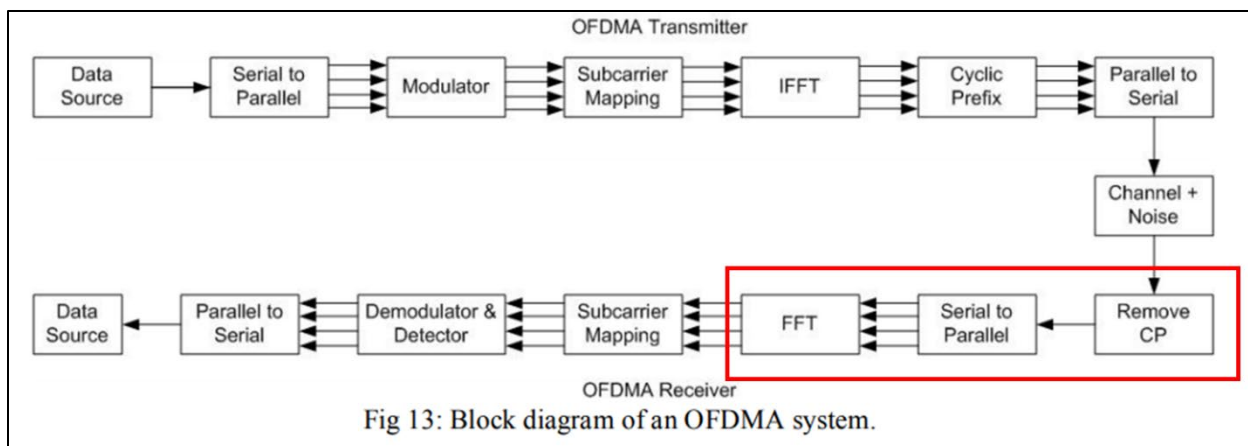 OFDMA Transmitter
Data
Source
Serial to
Parallel
Modulator
Subcarrier
Mapping
IFFT
Cyclic
Prefix
Parallel to
Serial
Channel +
Noise
Data
Source
Parallel to
Serial
Demodulator &
Detector
Subcarrier
Mapping
FFT
Serial to
Parallel
Remove
CP
OFDMA Receiver
Fig 13: Block diagram of an OFDMA system.